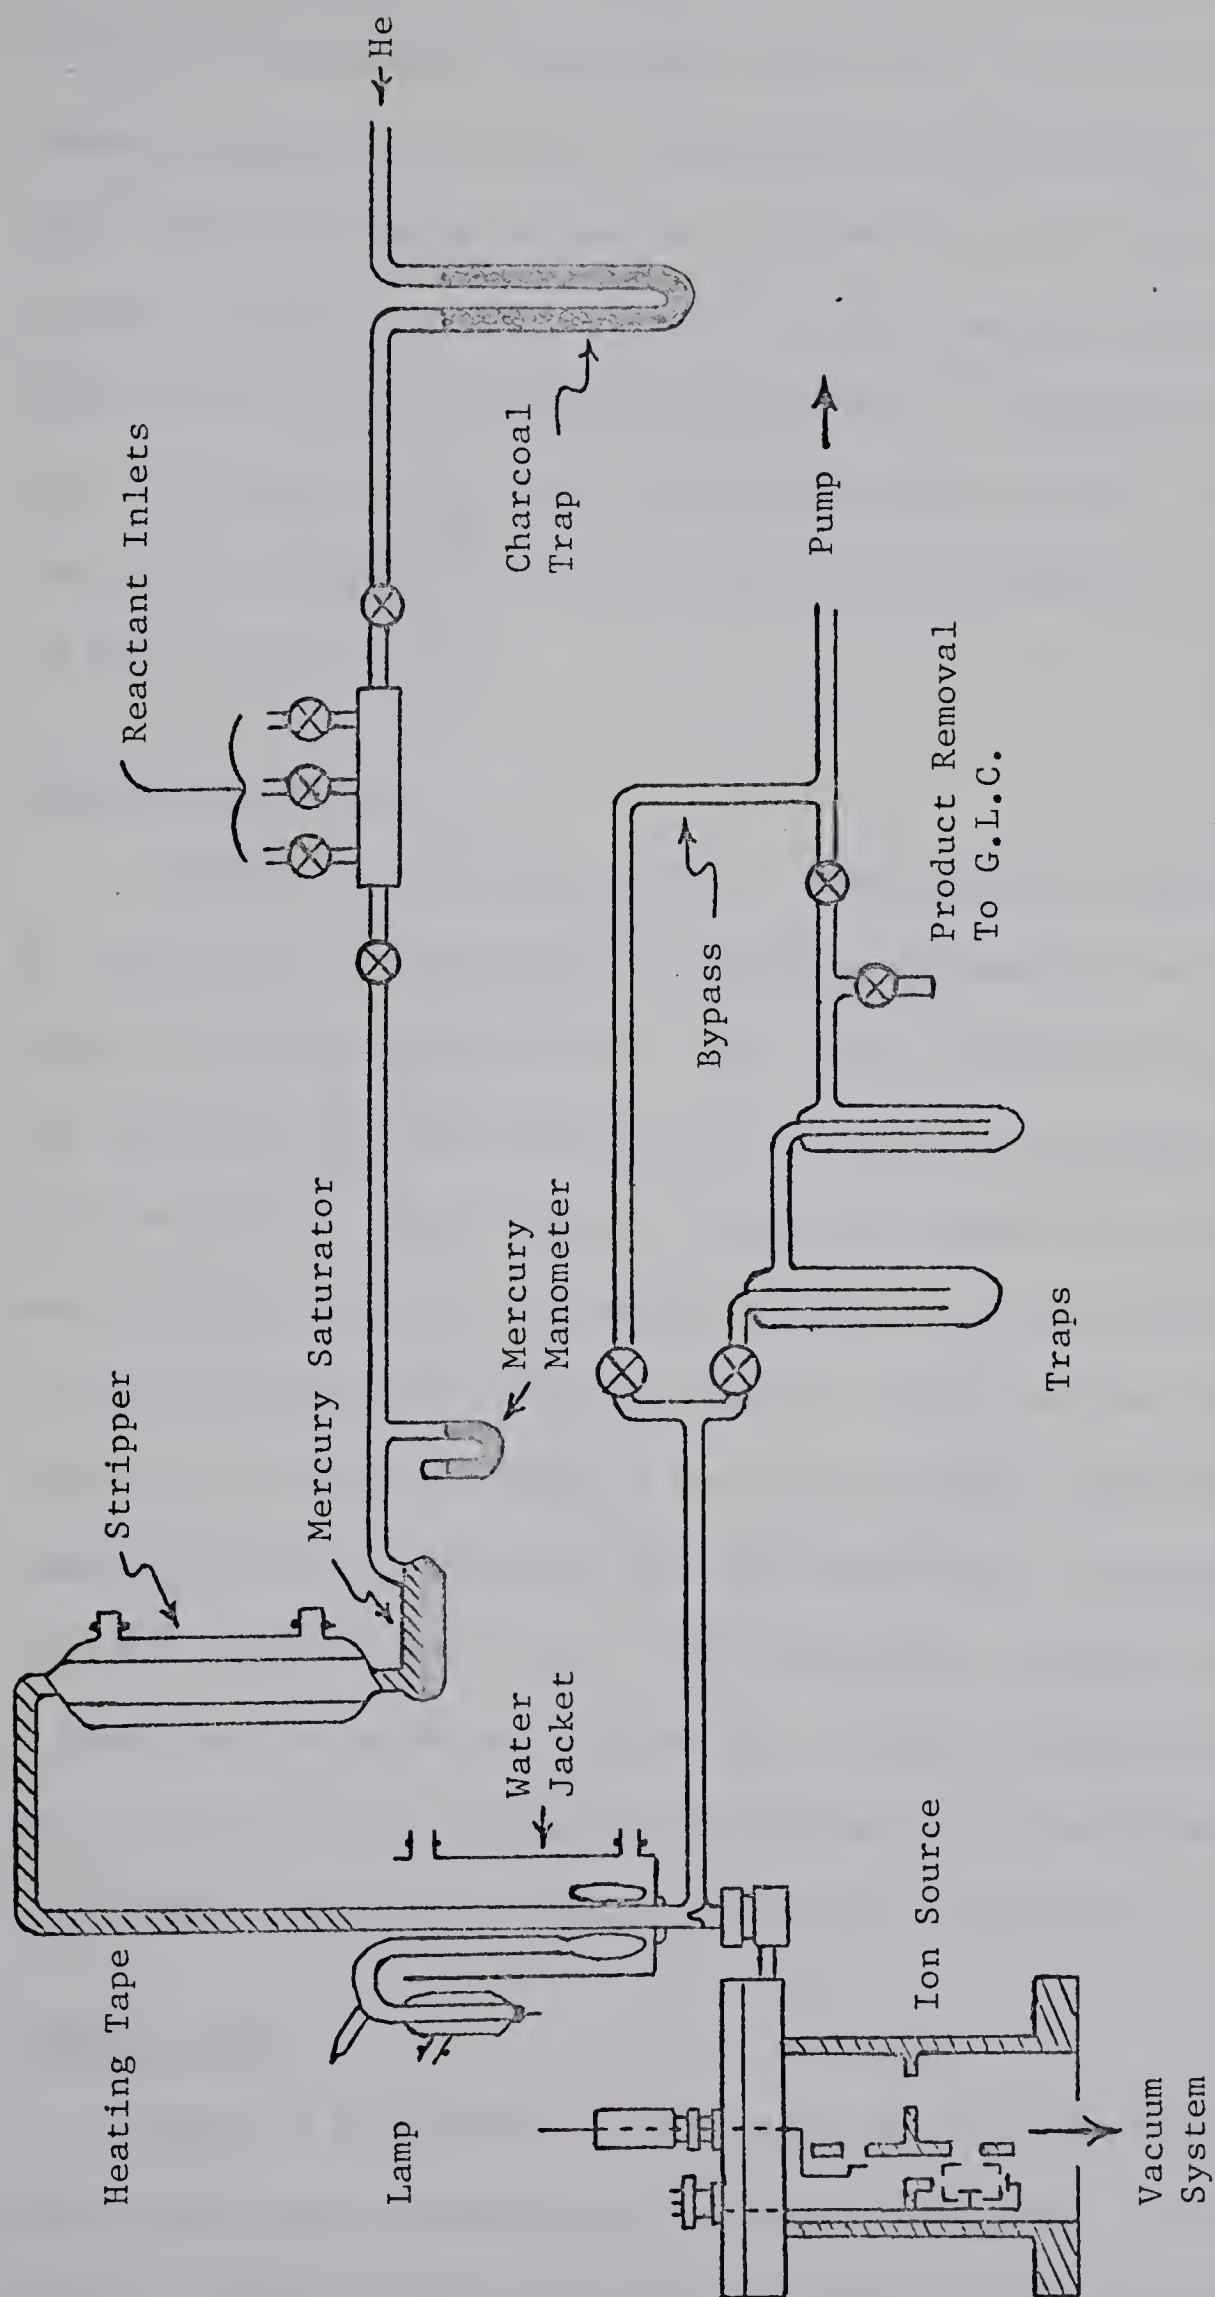 He
Reactant Inlets
Charcoal
Trap
Pump
Product Removal
To G.L.C.
Bypass
Mercury
Manometer
Mercury Saturator
Stripper
Traps
Water
Jacket
Heating Tape
Lamp
Ion Source
Vacuum
System